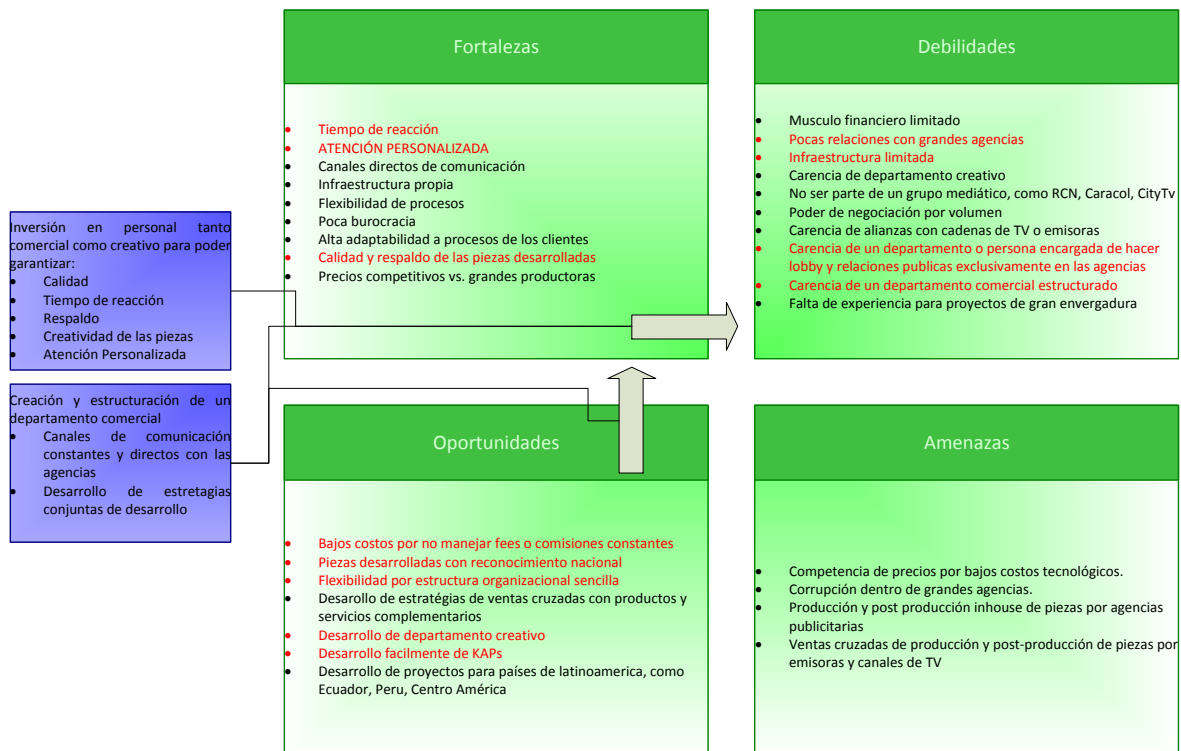 Fortalezas
• Tiempo de reacción
• ATENCIÓN PERSONALIZADA
• Canales directos de comunicación
• Infraestructura propia
• Flexibilidad de procesos
• Poca burocracia
• Alta adaptabilidad a procesos de los clientes
• Calidad y respaldo de las piezas desarrolladas
• Precios competitivos vs. grandes productoras
Debilidades
• Musculo financiero limitado
• Pocas relaciones con grandes agencias
• Infraestructura limitada
• Carencia de departamento creativo
• No ser parte de un grupo mediático, como RCN, Caracol, CityTv
• Poder de negociación por volumen
• Carencia de alianzas con cadenas de TV o emisoras
• Carencia de un departamento o persona encargada de hacer
lobby y relaciones publicas exclusivamente en las agencias
• Carencia de un departamento comercial estructurado
• Falta de experiencia para proyectos de gran envergadura
Inversión en personal tanto
comercial como creativo para poder
garantizar:
• Calidad
• Tiempo de reacción
• Respaldo
• Creatividad de las piezas
• Atención Personalizada
Creación y estructuración de un
departamento comercial
• Canales de comunicación
constantes y directos con las
agencias
• Desarrollo de estretagias
conjuntas de desarrollo
Oportunidades
• Bajos costos por no manejar fees o comisiones constantes
• Piezas desarrolladas con reconocimiento nacional
• Flexibilidad por estructura organizacional sencilla
• Desarollo de estratégias de ventas cruzadas con productos y
servicios complementarios
• Desarrollo de departamento creativo
• Desarrollo facilmente de KAPs
• Desarrollo de proyectos para países de latinoamerica, como
Ecuador, Peru, Centro América
Amenazas
• Competencia de precios por bajos costos tecnológicos.
• Corrupción dentro de grandes agencias.
• Producción y post producción inhouse de piezas por agencias
publicitarias
• Ventas cruzadas de producción y post-producción de piezas por
emisoras y canales de TV